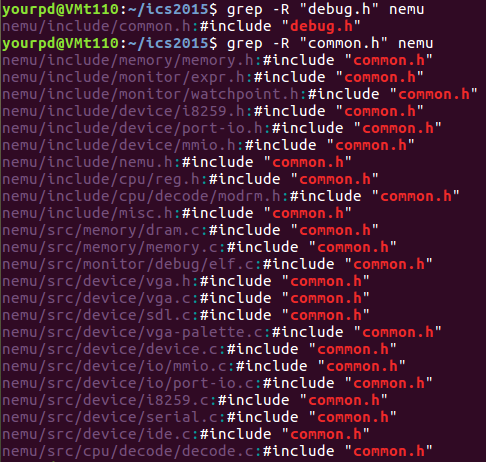 yourpd@VMt110:~/ics2015$ grep -R "debug.h" nemu
nemu/include/common.h:#include "debug.h"
yourpd@VMt110:~/ics2015$ grep -R "common.h" nemu
nemu/include/memory/memory.h:#include "common.h"
nemu/include/monitor/expr.h:#include "common.h"
nemu/include/monitor/watchpoint.h:#include "common.h"
nemu/include/device/i8259.h:#include "common.h"
nemu/include/device/port-io.h:#include "common.h"
nemu/include/device/mmio.h:#include "common.h"
nemu/include/nemu.h:#include "common.h"
nemu/include/cpu/reg.h:#include "common.h"
nemu/include/cpu/decode/modrm.h:#include "common.h"
nemu/include/misc.h:#include "common.h"
nemu/src/memory/dram.c:#include "common.h"
nemu/src/memory/memory.c:#include "common.h"
nemu/src/monitor/debug/elf.c:#include "common.h"
nemu/src/device/vga.h:#include "common.h"
nemu/src/device/vga.c:#include "common.h"
nemu/src/device/sdl.c:#include "common.h"
nemu/src/device/vga-palette.c:#include "common.h"
nemu/src/device/device.c:#include "common.h"
nemu/src/device/io/mmio.c:#include "common.h"
nemu/src/device/io/port-io.c:#include "common.h"
nemu/src/device/i8259.c:#include "common.h"
nemu/src/device/serial.c:#include "common.h"
nemu/src/device/ide.c:#include "common.h"
nemu/src/cpu/decode/decode.c:#include "common.h"